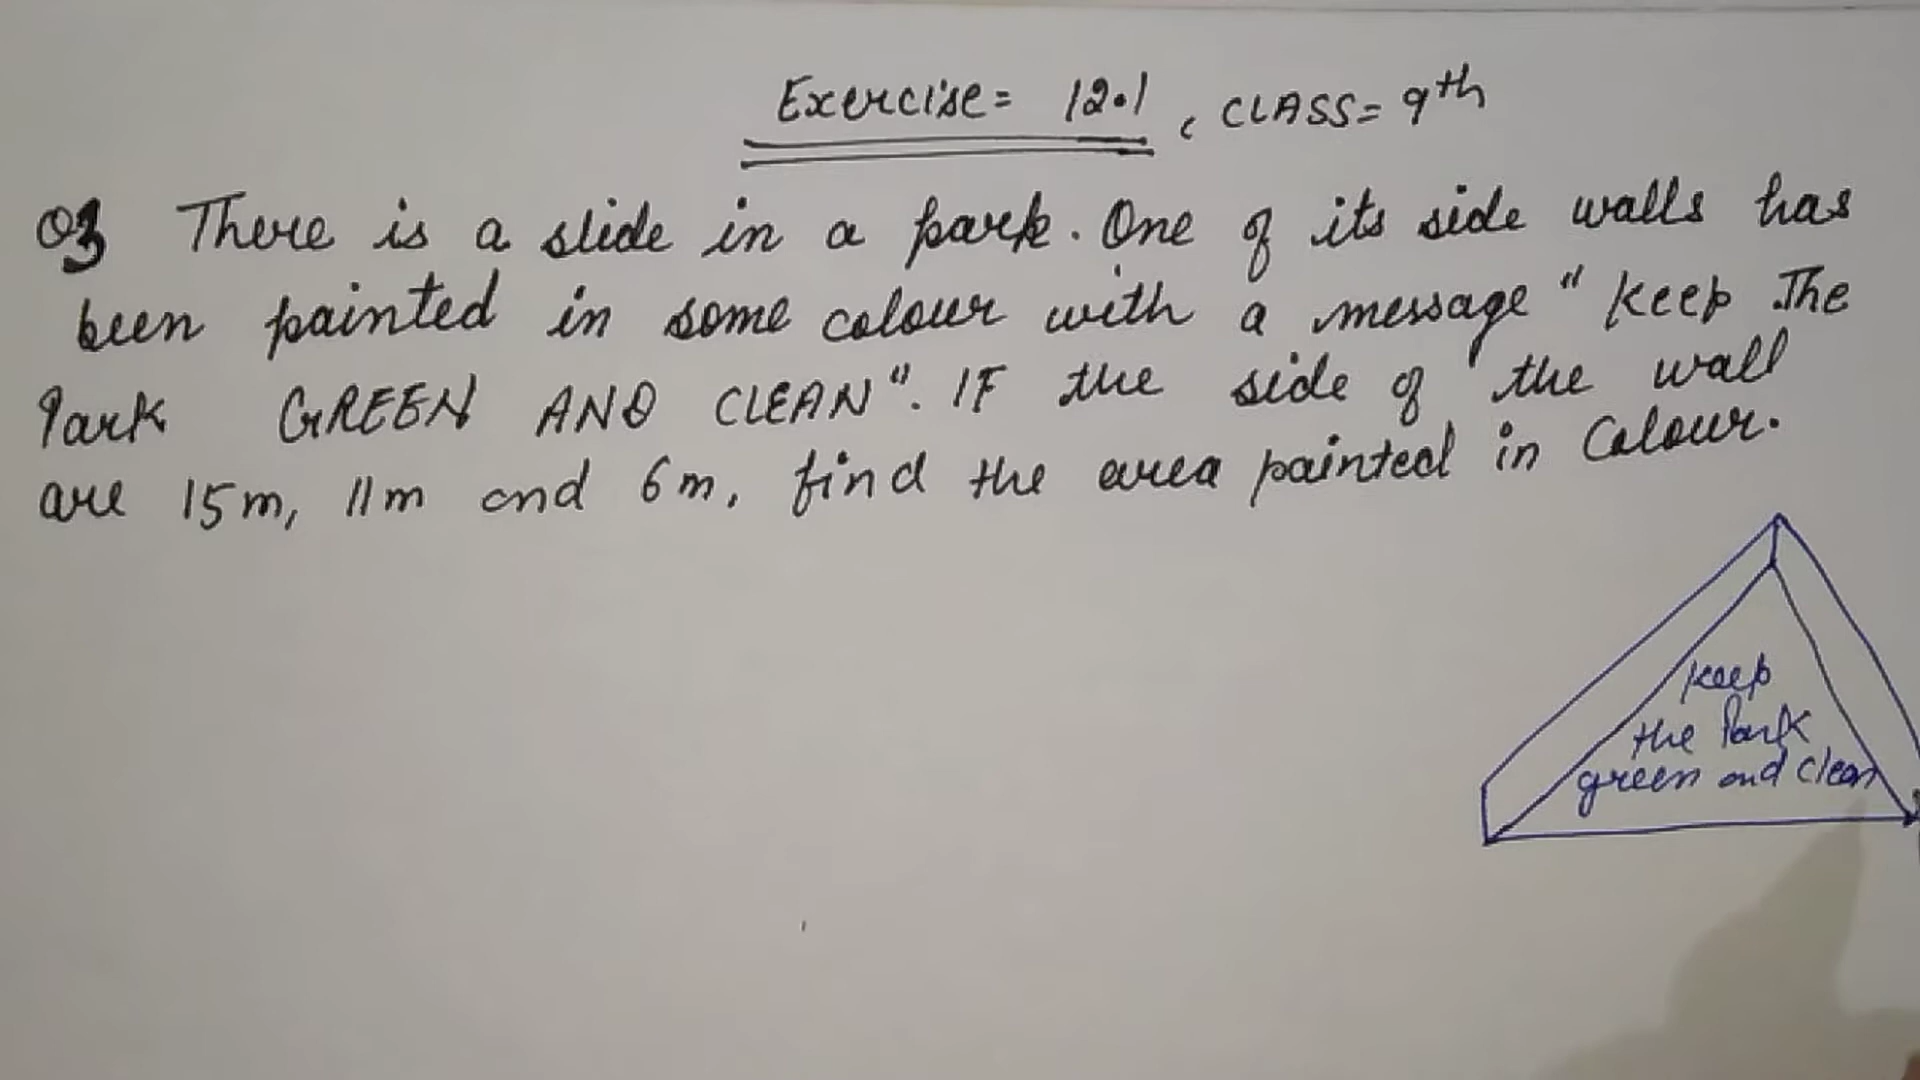 Exercise = 12.1, CLASS = 9th
Q3 There is a slide in a park. One of its side walls has
been painted in some colour with a message "Keep The
Park GREEN AND CLEAN". IF the side of the wall
are 15m, 11m and 6m, find the area painted in Colour.
keep
the Park
green and clean